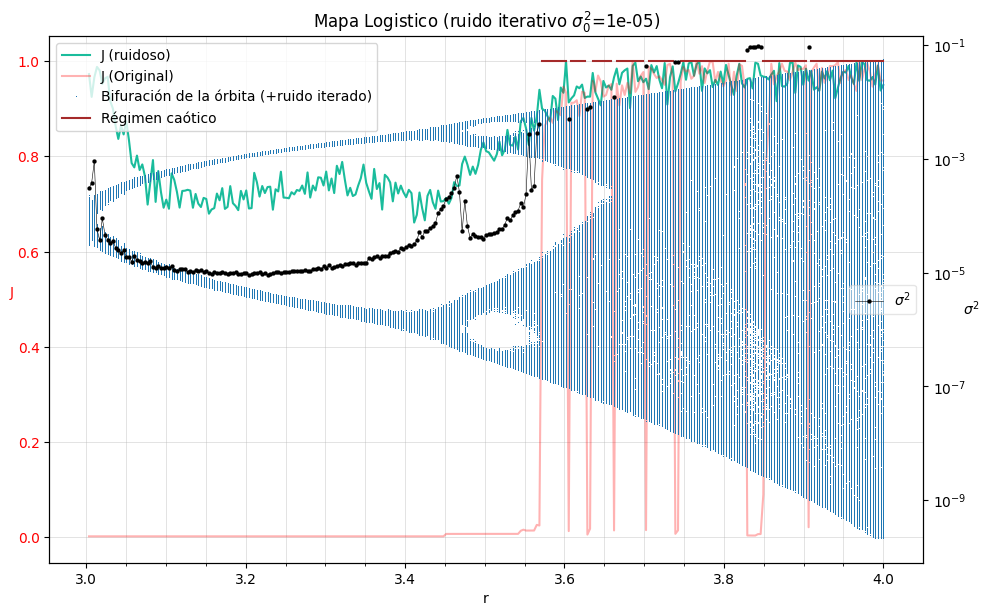 Mapa Logistico (ruido iterativo $\sigma_0^2$=1e-05)
J (ruidoso)
J (Original)
Bifuración de la órbita (+ruido iterado)
Régimen caótico
1.0
0.8
0.6
0.4
0.2
0.0
J
3.0 3.2 3.4 3.6 3.8 4.0
r
10⁻¹
10⁻³
10⁻⁵
10⁻⁷
10⁻⁹
σ²
σ²